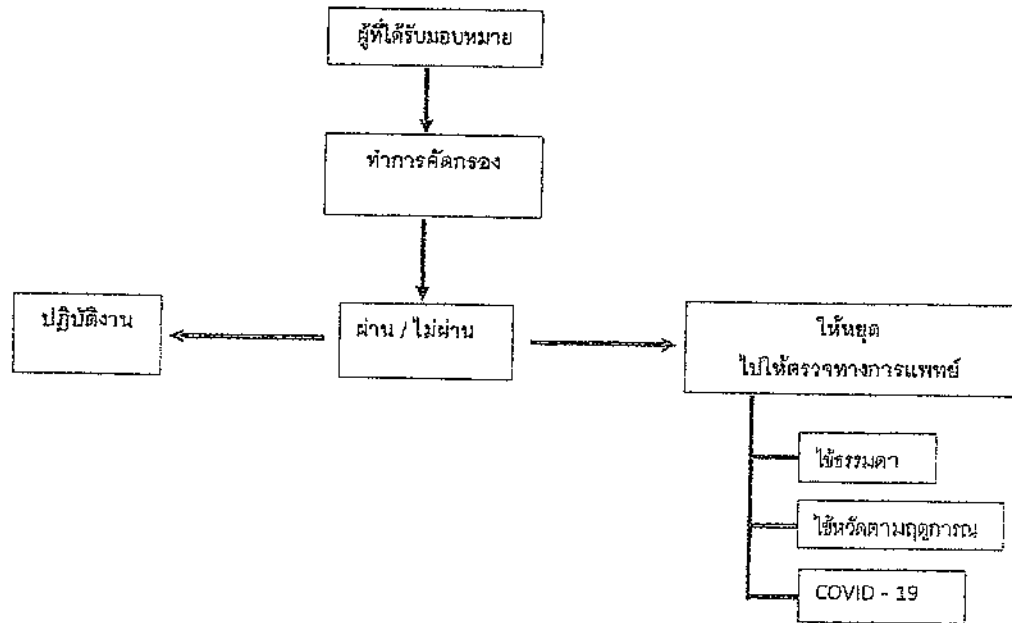 ผู้ที่ได้รับมอบหมาย
ทำการคัดกรอง
ปฏิบัติงาน
ผ่าน / ไม่ผ่าน
ให้หยุด
ไปให้ตรวจทางการแพทย์
ไข้ธรรมดา
ไข้หวัดตามฤดูการณ
COVID - 19